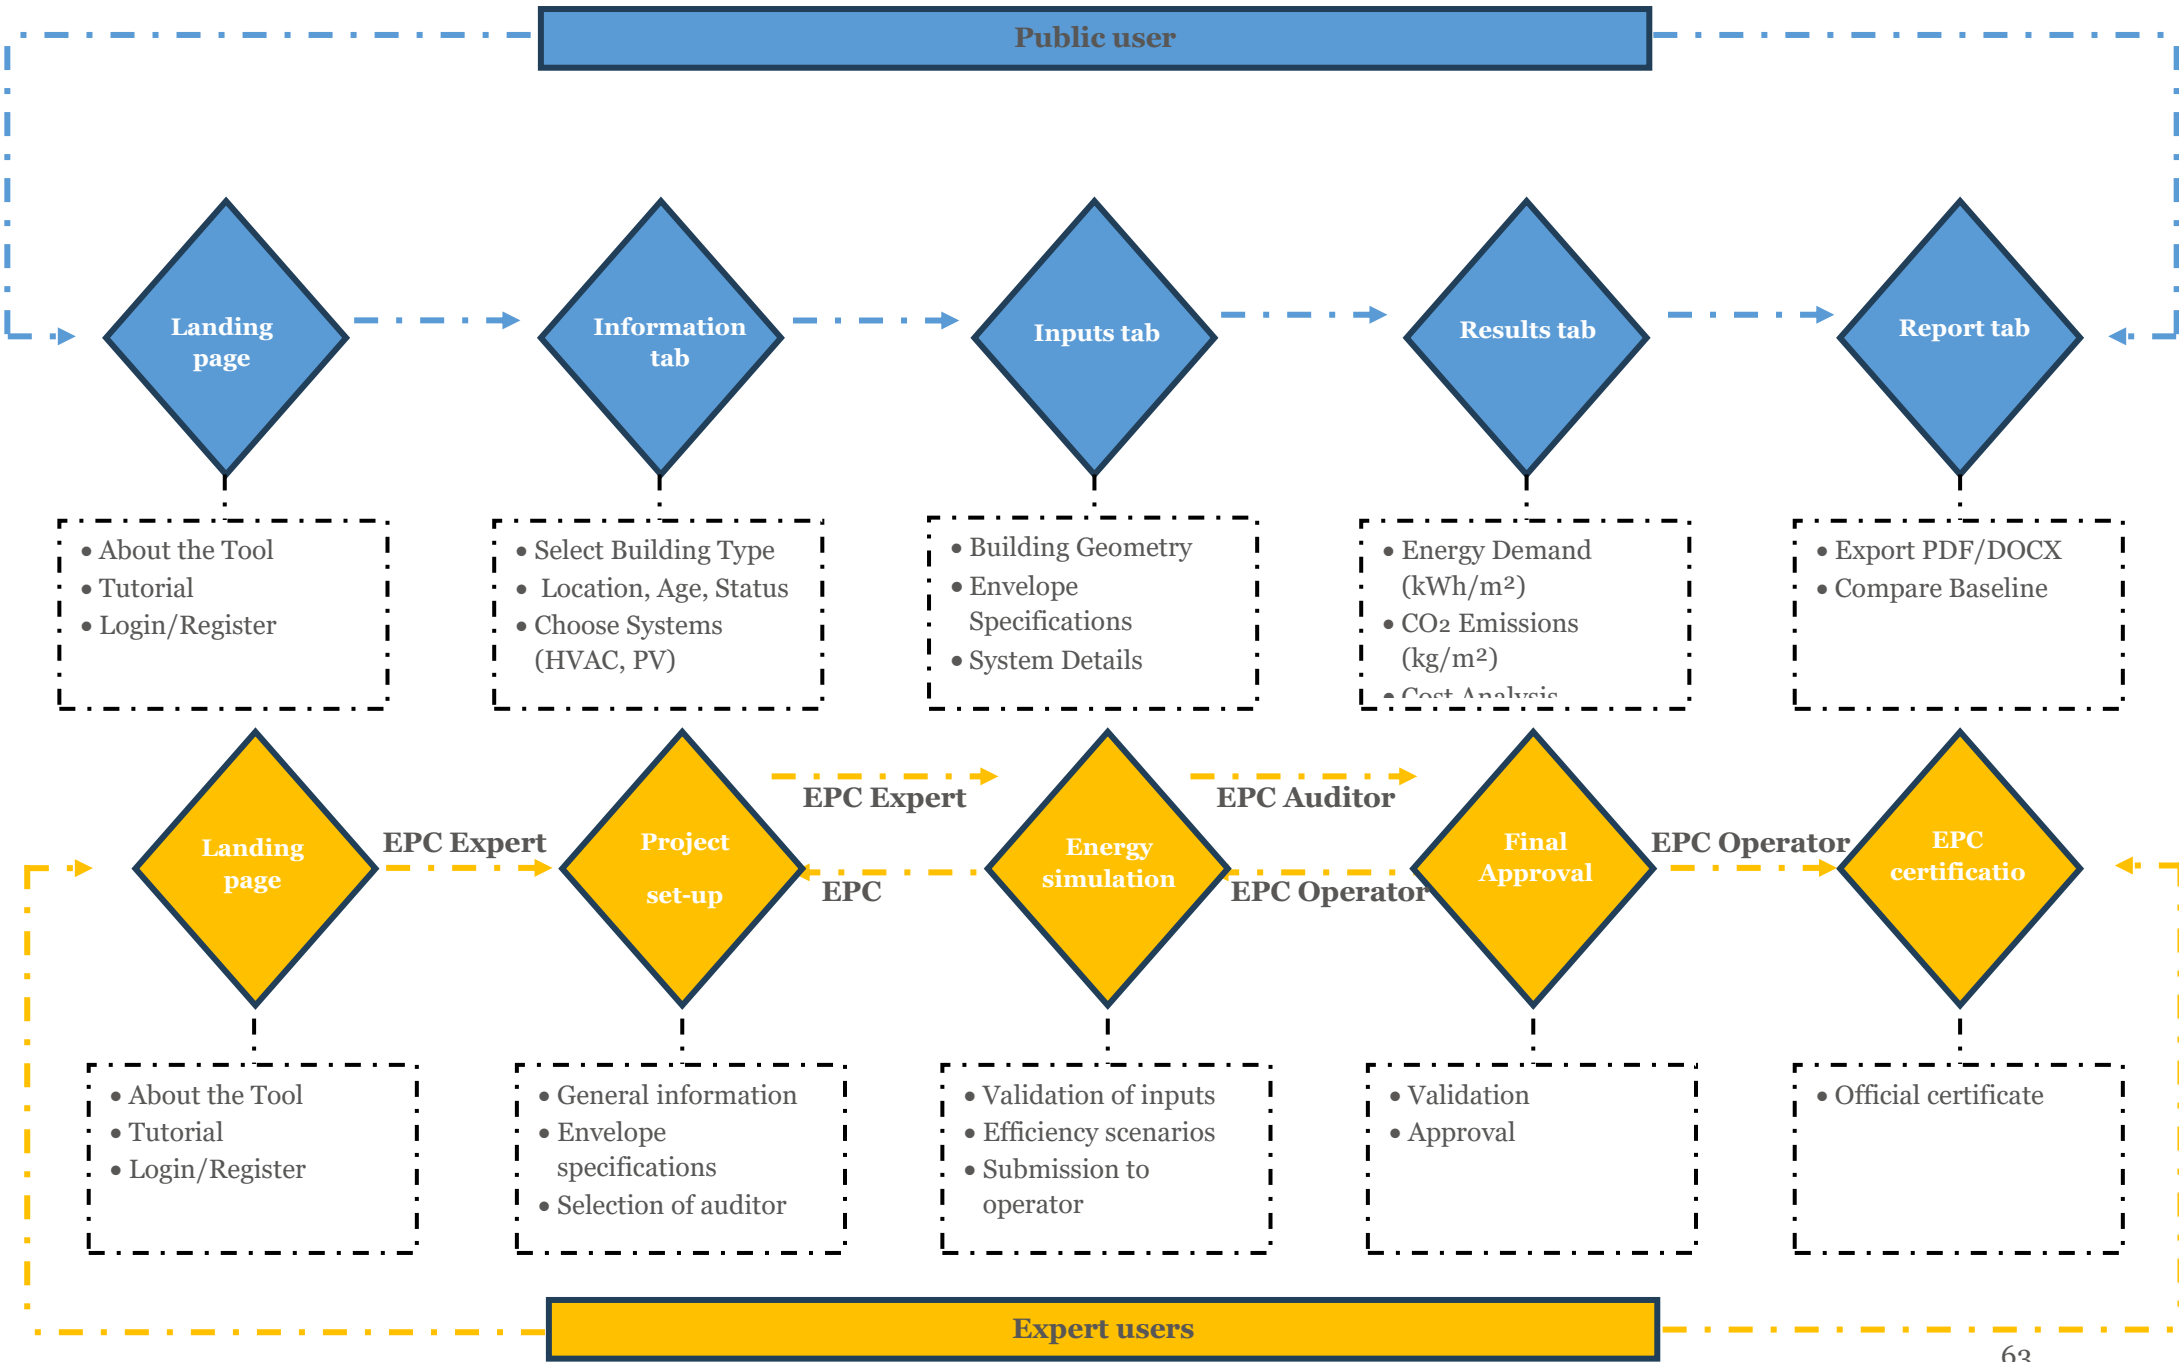 Public user
Landing
page
Information
tab
Inputs tab
Results tab
Report tab
• About the Tool
• Tutorial
• Login/Register
• Select Building Type
• Location, Age, Status
• Choose Systems
(HVAC, PV)
• Building Geometry
• Envelope
Specifications
• System Details
• Energy Demand
(kWh/m²)
• CO₂ Emissions
(kg/m²)
• Cost Analysis
• Export PDF/DOCX
• Compare Baseline
Landing
page
EPC Expert
Project
set-up
EPC Expert
EPC
Energy
simulation
EPC Auditor
EPC Operator
Final
Approval
EPC Operator
EPC
certificatio
• About the Tool
• Tutorial
• Login/Register
• General information
• Envelope
specifications
• Selection of auditor
• Validation of inputs
• Efficiency scenarios
• Submission to
operator
• Validation
• Approval
• Official certificate
Expert users
63